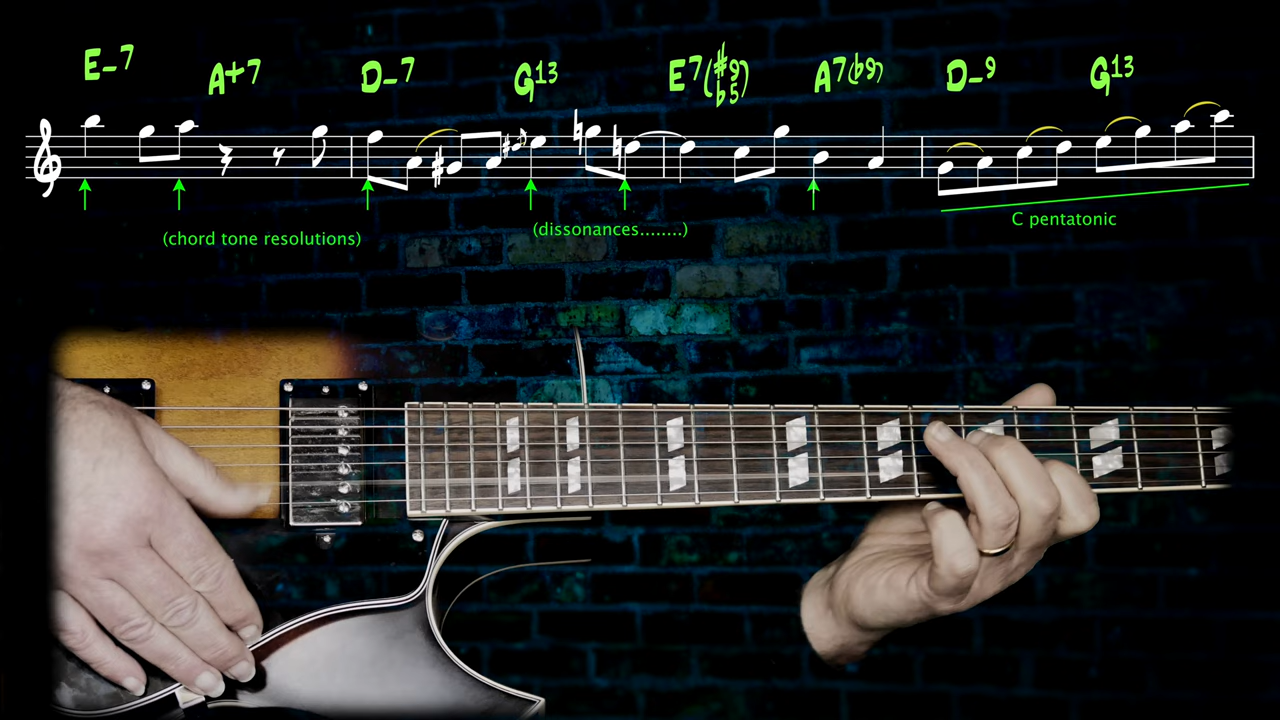 E–7 A+7 D–7 G13 E7(#9 b5) A7(b9) D–9 G13
(chord tone resolutions) (dissonances........) C pentatonic